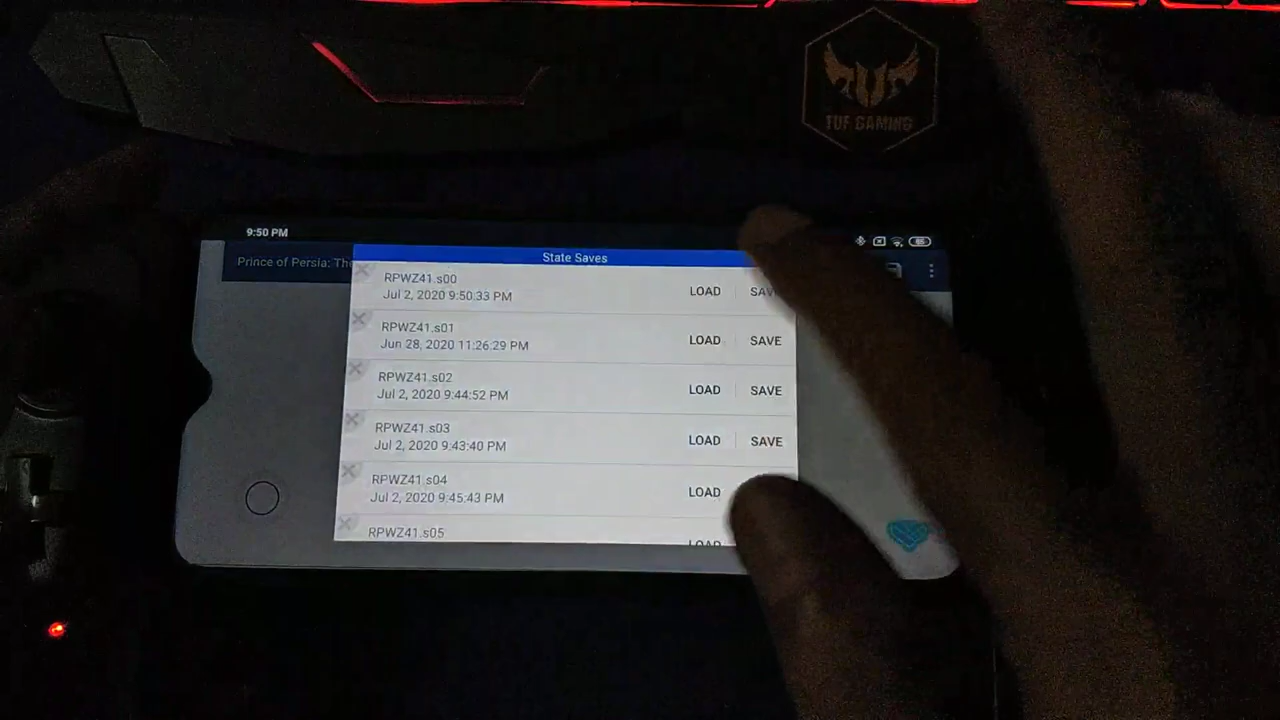 TUF GAMING
9:50 PM
65
Prince of Persia: The
State Saves
RPWZ41.s00
Jul 2, 2020 9:50:33 PM
LOAD
RPWZ41.s01
Jun 28, 2020 11:26:29 PM
LOAD
SAVE
RPWZ41.s02
Jul 2, 2020 9:44:52 PM
LOAD
SAVE
RPWZ41.s03
Jul 2, 2020 9:43:40 PM
LOAD
SAVE
RPWZ41.s04
Jul 2, 2020 9:45:43 PM
LOAD
RPWZ41.s05
LOAD